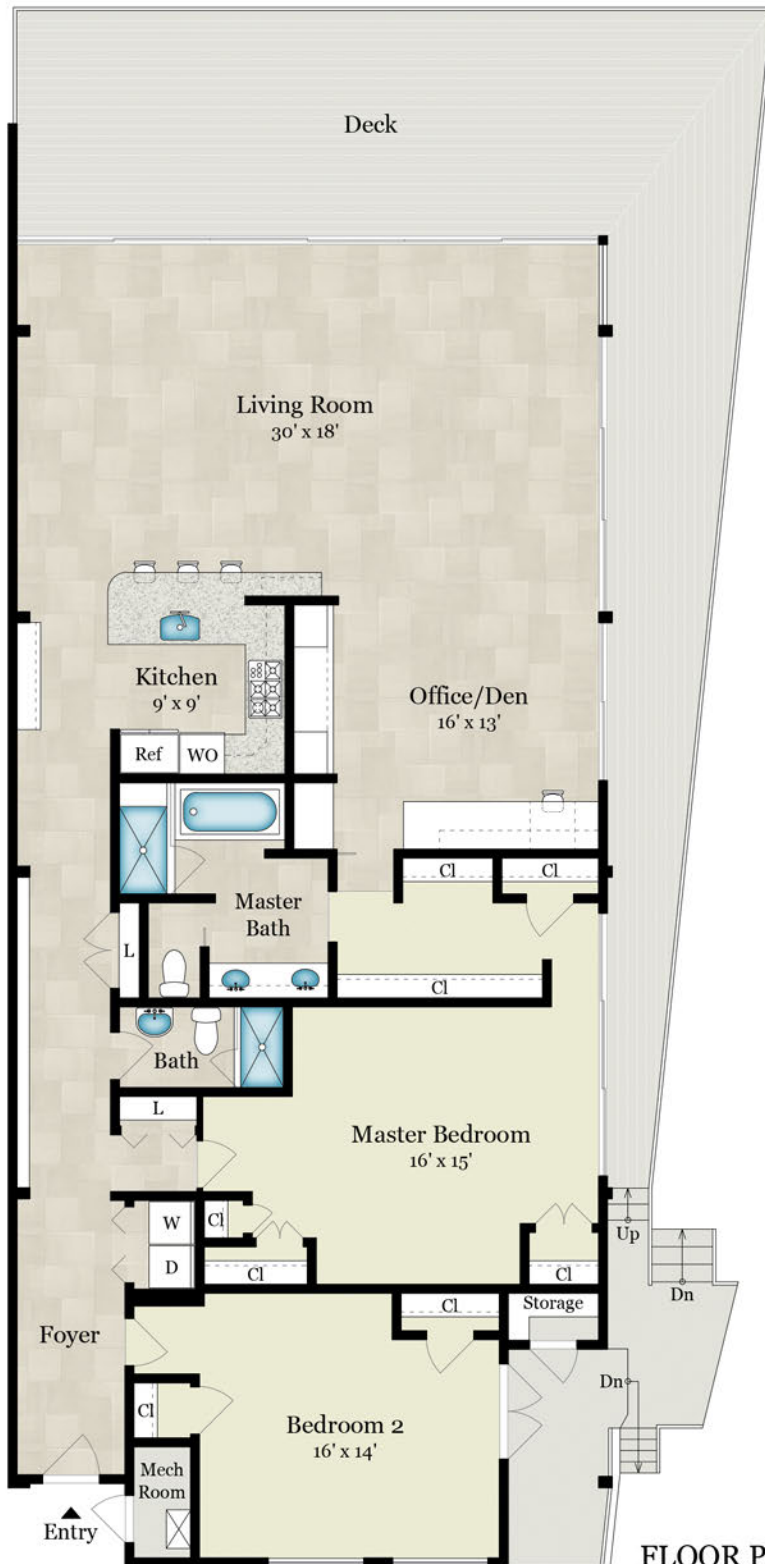 Deck
Living Room
30' x 18'
Kitchen
9' x 9'
Office/Den
16' x 13'
Ref
WO
Cl
Cl
Master
Bath
L
Cl
Bath
L
Master Bedroom
16' x 15'
W
Cl
Up
D
Cl
Cl
Dn
Storage
Cl
Foyer
Dn
Cl
Bedroom 2
16' x 14'
Mech
Room
Entry
FLOOR P